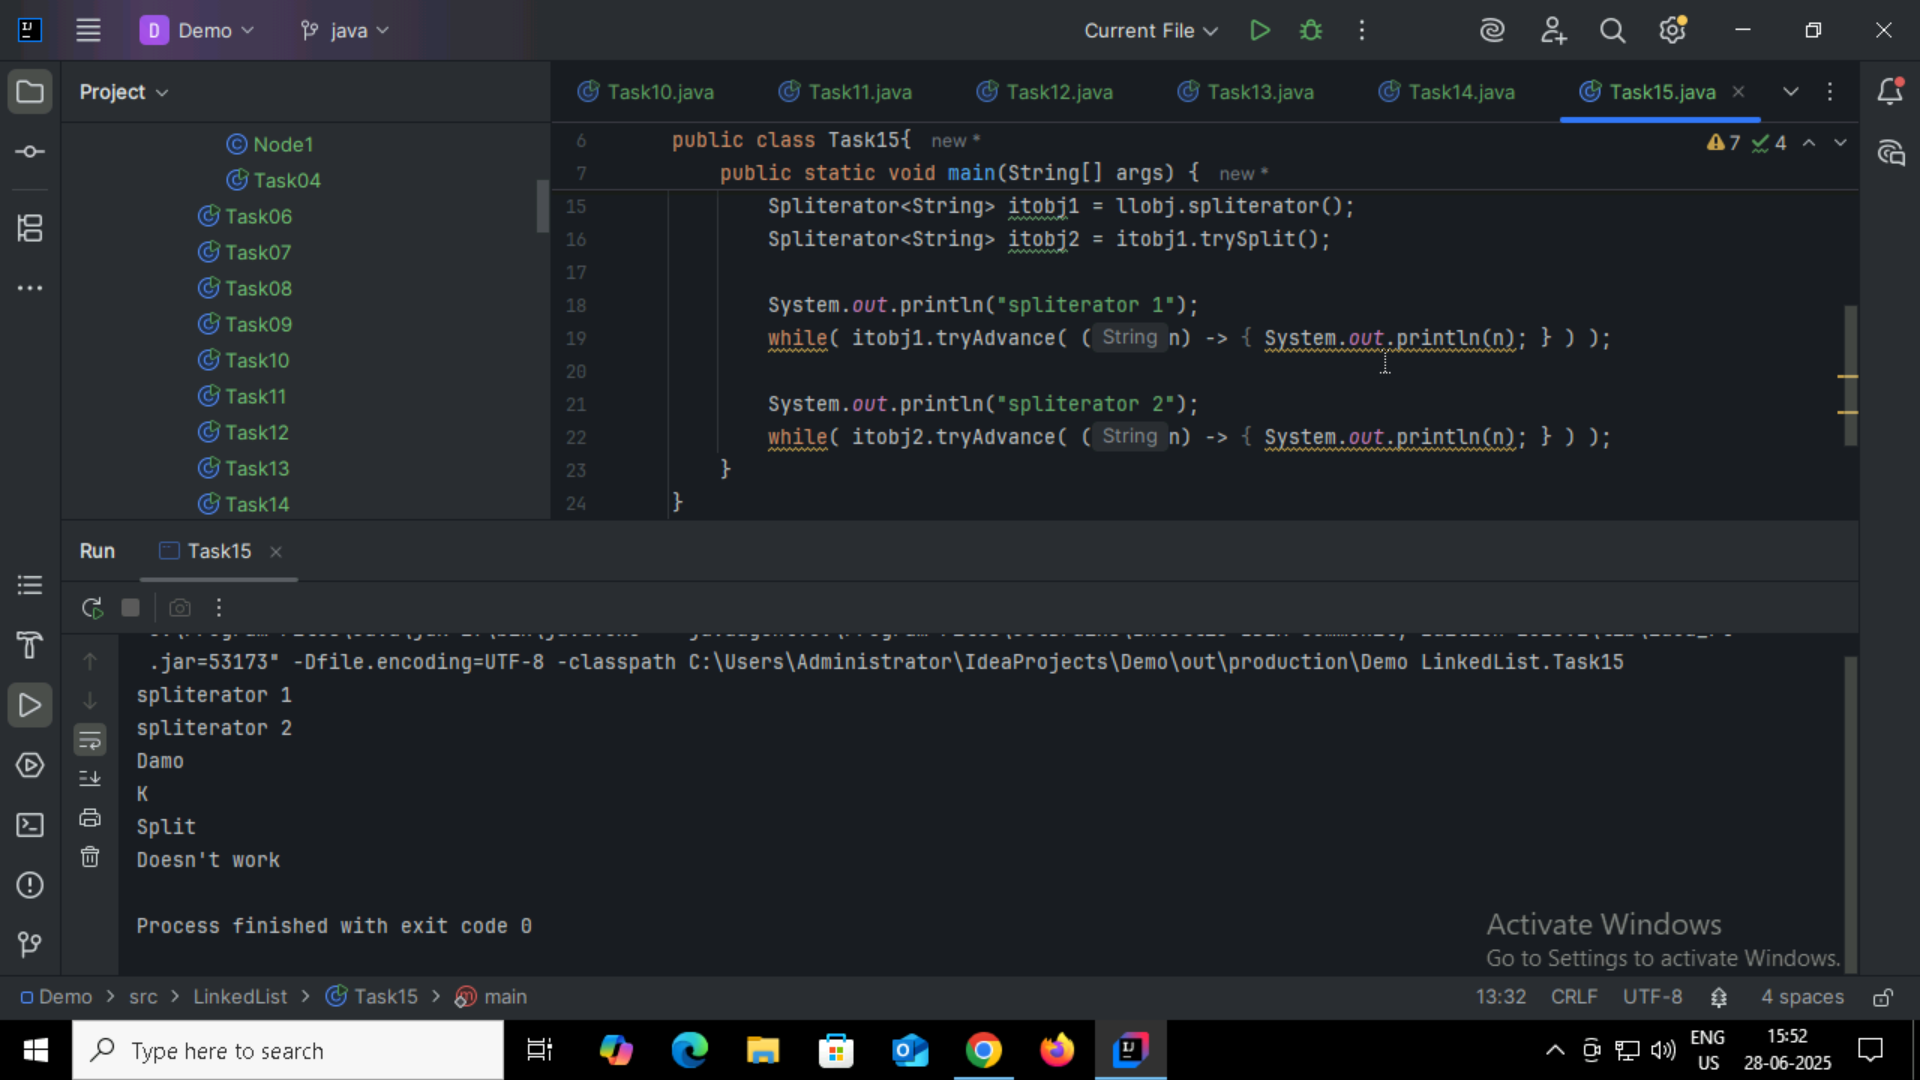 D Demo
java
Current File
Project
Task10.java
Task11.java
Task12.java
Task13.java
Task14.java
Task15.java
Node1
Task04
Task06
Task07
Task08
Task09
Task10
Task11
Task12
Task13
Task14
7 4
6 public class Task15{ new *
7 public static void main(String[] args) { new *
15 Spliterator<String> itobj1 = llobj.spliterator();
16 Spliterator<String> itobj2 = itobj1.trySplit();
17
18 System.out.println("spliterator 1");
19 while( itobj1.tryAdvance( ( String n) -> { System.out.println(n); } ) );
20
21 System.out.println("spliterator 2");
22 while( itobj2.tryAdvance( ( String n) -> { System.out.println(n); } ) );
23 }
24 }
Run
Task15
.jar=53173" -Dfile.encoding=UTF-8 -classpath C:\Users\Administrator\IdeaProjects\Demo\out\production\Demo LinkedList.Task15
spliterator 1
spliterator 2
Damo
K
Split
Doesn't work
Process finished with exit code 0
Activate Windows
Go to Settings to activate Windows.
Demo > src > LinkedList > Task15 > main
13:32 CRLF UTF-8 4 spaces
Type here to search
ENG
US
15:52
28-06-2025